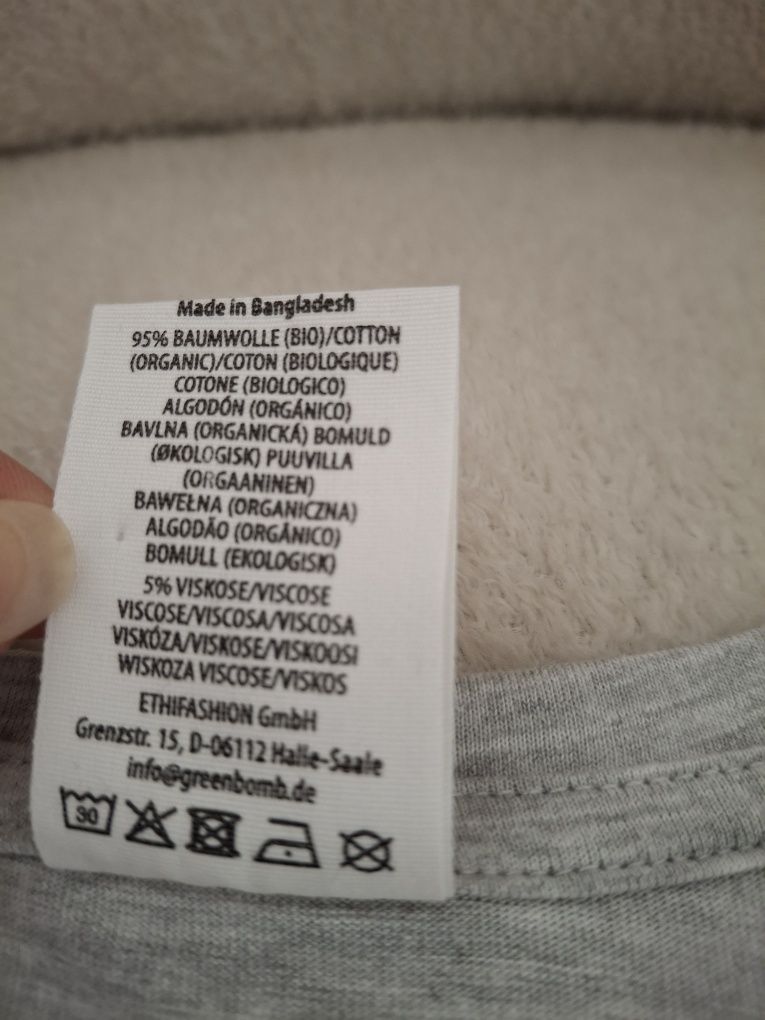 Made in Bangladesh
95% BAUMWOLLE (BIO)/COTTON
(ORGANIC)/COTON (BIOLOGIQUE)
COTONE (BIOLOGICO)
ALGODÓN (ORGÁNICO)
BAVLNA (ORGANICKÁ) BOMULD
(ØKOLOGISK) PUUVILLA
(ORGAANINEN)
BAWEŁNA (ORGANICZNA)
ALGODÃO (ORGÂNICO)
BOMULL (EKOLOGISK)
5% VISKOSE/VISCOSE
VISCOSE/VISCOSA/VISCOSA
VISKÓZA/VISKOSE/VISKOOSI
WISKOZA VISCOSE/VISKOS
ETHIFASHION GmbH
Grenzstr. 15, D-06112 Halle-Saale
info@greenbomb.de
30